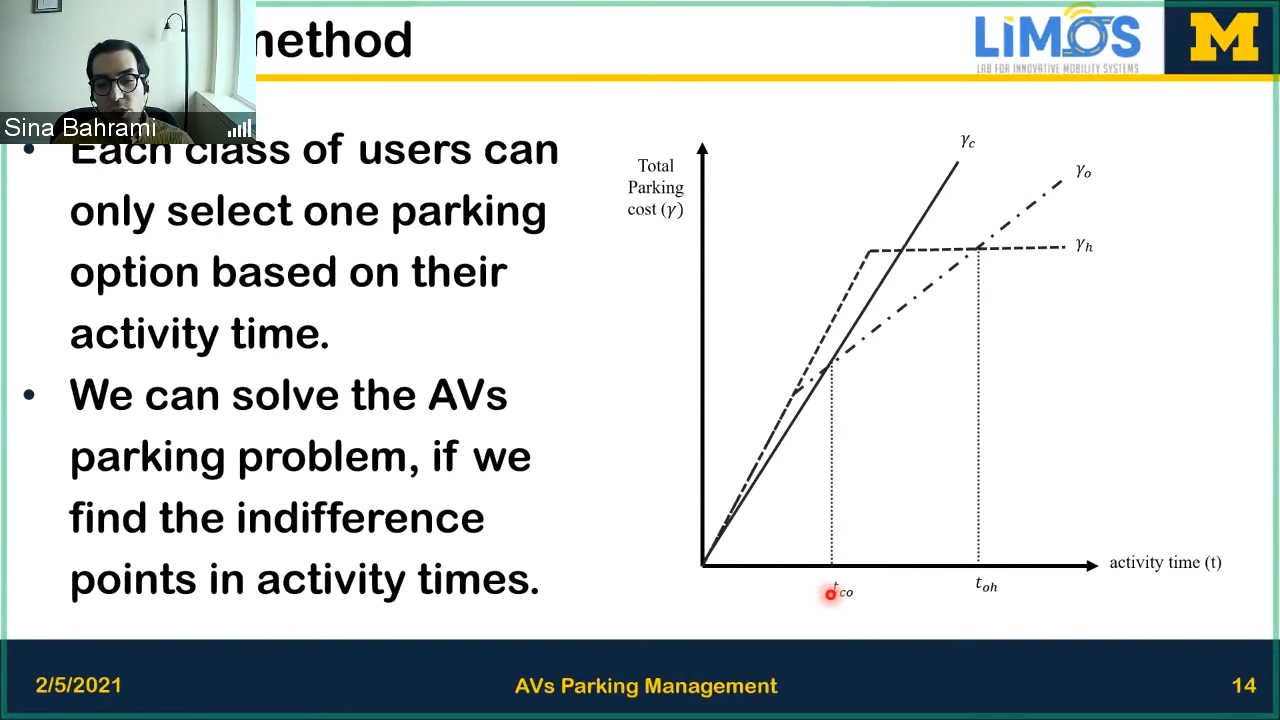 method
LiMOS
LAB FOR INNOVATIVE MOBILITY SYSTEMS
M
Sina Bahrami
• Each class of users can
only select one parking
option based on their
activity time.
• We can solve the AVs
parking problem, if we
find the indifference
points in activity times.
Total
Parking
cost (γ)
γc
γo
γh
activity time (t)
tco
toh
2/5/2021
AVs Parking Management
14